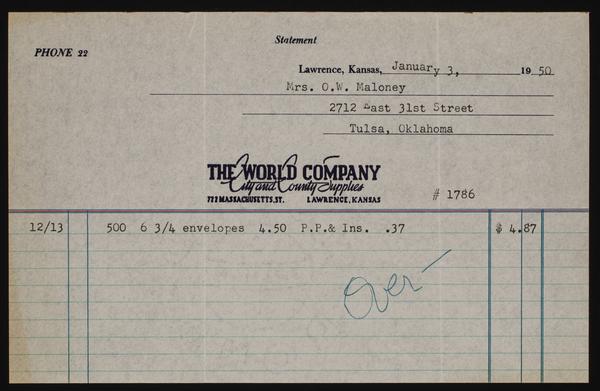 Statement
PHONE 22
Lawrence, Kansas, January 3, 1950
Mrs. O.W. Maloney
2712 East 31st Street
Tulsa, Oklahoma
THE WORLD COMPANY
City and County Supplies
722 MASSACHUSETTS ST. LAWRENCE, KANSAS
# 1786
12/13 500 6 3/4 envelopes 4.50 P.P.& Ins. .37 $ 4.87
Over –